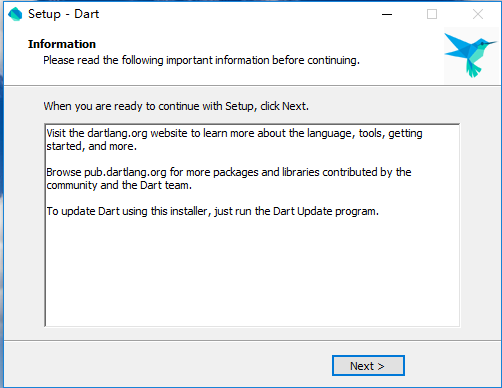 Setup - Dart
Information
Please read the following important information before continuing.
When you are ready to continue with Setup, click Next.
Visit the dartlang.org website to learn more about the language, tools, getting
started, and more.
Browse pub.dartlang.org for more packages and libraries contributed by the
community and the Dart team.
To update Dart using this installer, just run the Dart Update program.
Next >